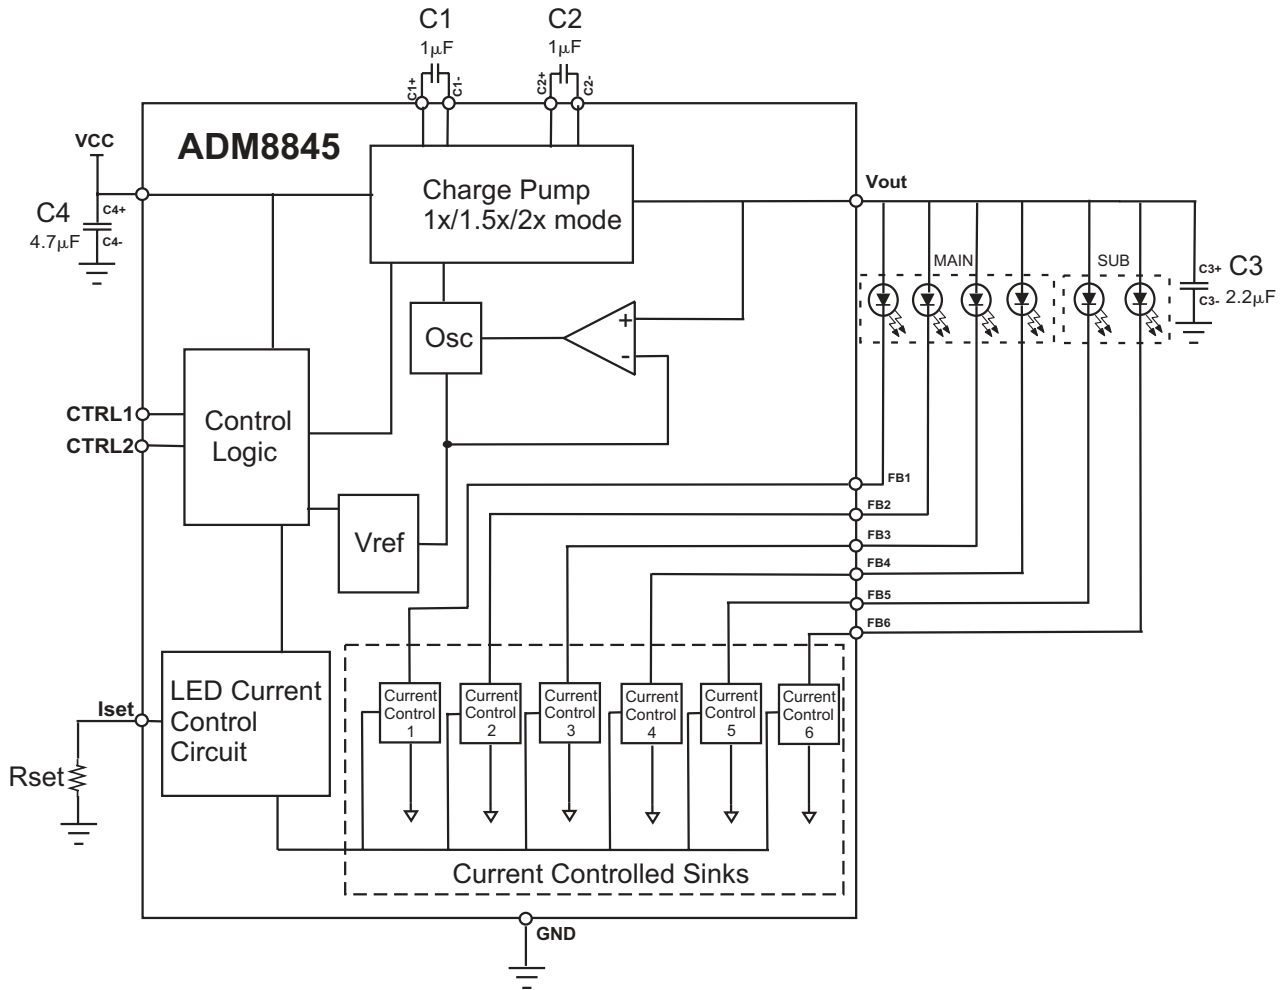 C1
1µF
C2
1µF
C1+
C1-
C2+
C2-
VCC
ADM8845
Charge Pump
1x/1.5x/2x mode
Vout
C4
4.7µF
C4+
C4-
MAIN
SUB
C3+
C3-
C3
2.2µF
Osc
+
-
CTRL1
CTRL2
Control
Logic
Vref
FB1
FB2
FB3
FB4
FB5
FB6
Iset
Rset
LED Current
Control
Circuit
Current
Control
1
Current
Control
2
Current
Control
3
Current
Control
4
Current
Control
5
Current
Control
6
Current Controlled Sinks
GND